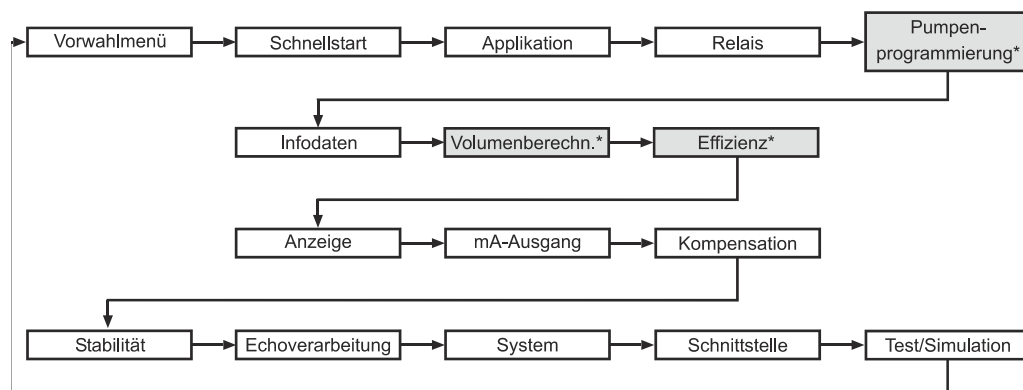 Vorwahlmenü
Schnellstart
Applikation
Relais
Pumpen-
programmierung*
Infodaten
Volumenberechn.*
Effizienz*
Anzeige
mA-Ausgang
Kompensation
Stabilität
Echoverarbeitung
System
Schnittstelle
Test/Simulation